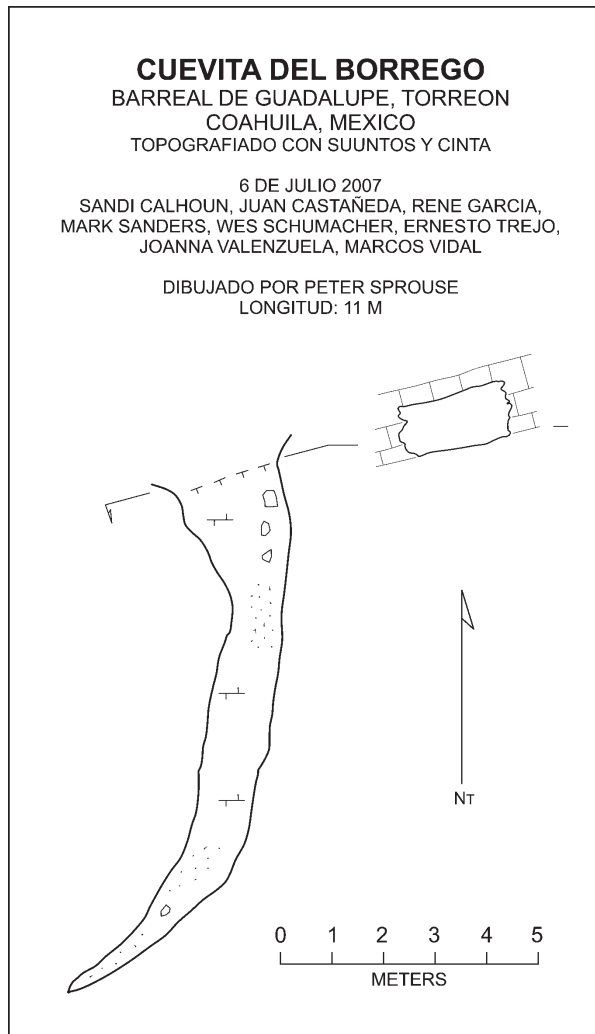 CUEVITA DEL BORREGO
BARREAL DE GUADALUPE, TORREON
COAHUILA, MEXICO
TOPOGRAFIADO CON SUUNTOS Y CINTA
6 DE JULIO 2007
SANDI CALHOUN, JUAN CASTAÑEDA, RENE GARCIA,
MARK SANDERS, WES SCHUMACHER, ERNESTO TREJO,
JOANNA VALENZUELA, MARCOS VIDAL
DIBUJADO POR PETER SPROUSE
LONGITUD: 11 M
NT
0 1 2 3 4 5
METERS